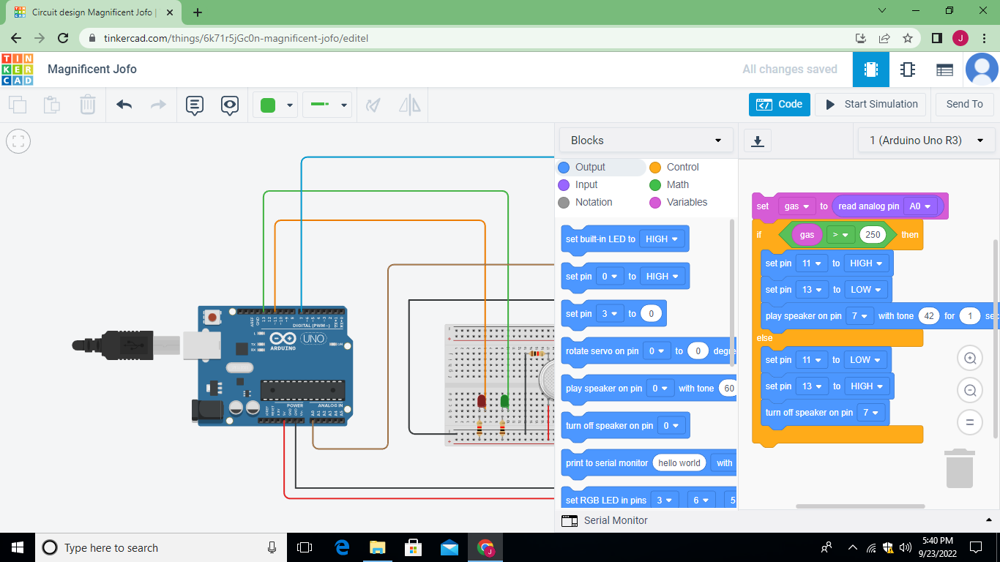 Circuit design Magnificent Jofo |
tinkercad.com/things/6k71r5jGc0n-magnificent-jofo/editel
J
TIN
KER
CAD
Magnificent Jofo
All changes saved
Code
Start Simulation
Send To
Blocks
1 (Arduino Uno R3)
Output
Control
Input
Math
Notation
Variables
set built-in LED to HIGH
set pin 0 to HIGH
set pin 3 to 0
rotate servo on pin 0 to 0 degre
play speaker on pin 0 with tone 60
turn off speaker on pin 0
print to serial monitor hello world with
set RGB LED in pins 3 6 5
set gas to read analog pin A0
if gas > 250 then
set pin 11 to HIGH
set pin 13 to LOW
play speaker on pin 7 with tone 42 for 1 sec
else
set pin 11 to LOW
set pin 13 to HIGH
turn off speaker on pin 7
DIGITAL (PWM~)
UNO
ARDUINO
L
TX
RX
ON
POWER
ANALOG IN
Serial Monitor
Type here to search
5:40 PM
9/23/2022